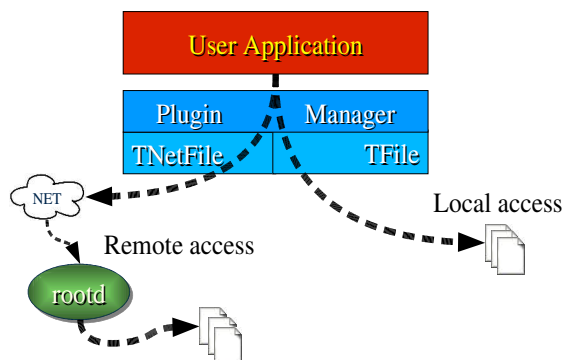 User Application
Plugin Manager
TNetFile TFile
NET
Local access
Remote access
rootd